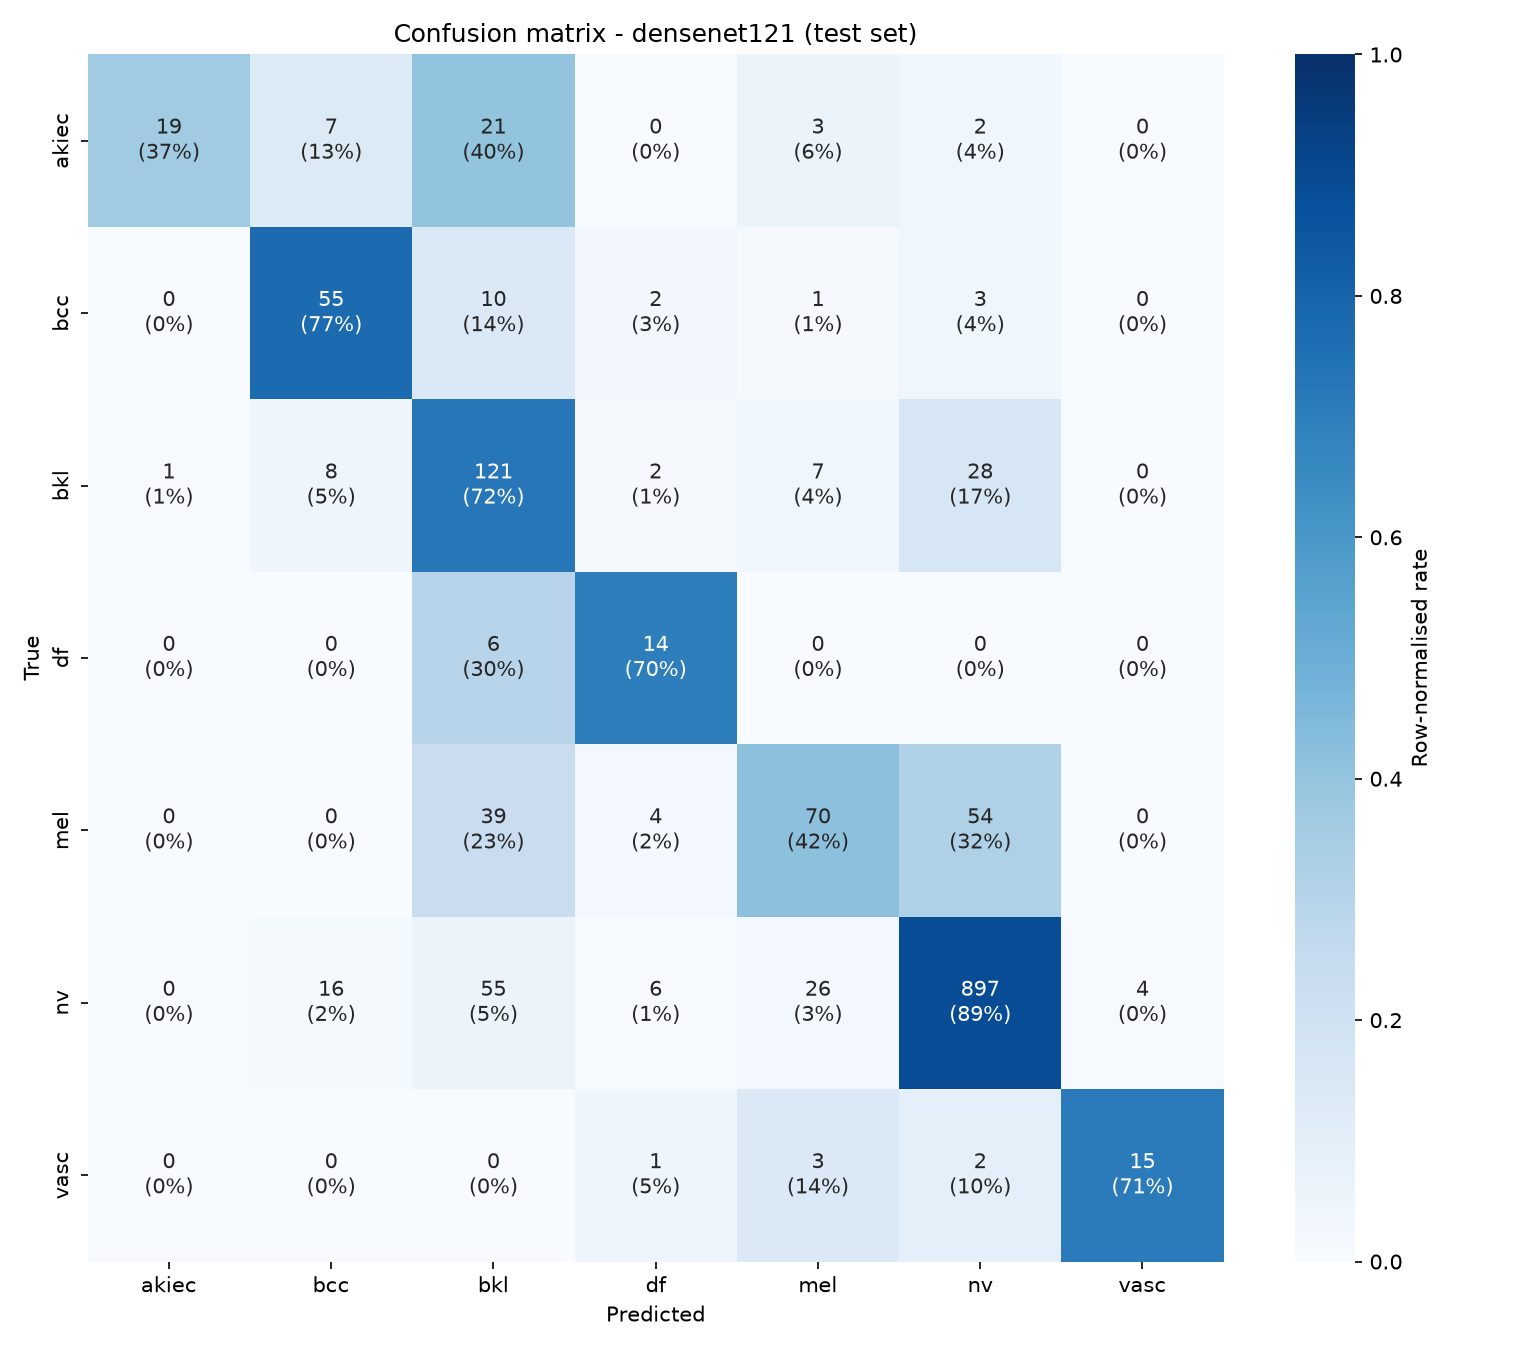 Confusion matrix - densenet121 (test set)
akiec
19 7 21 0 3 2 0
(37%) (13%) (40%) (0%) (6%) (4%) (0%)
bcc
0 55 10 2 1 3 0
(0%) (77%) (14%) (3%) (1%) (4%) (0%)
bkl
1 8 121 2 7 28 0
(1%) (5%) (72%) (1%) (4%) (17%) (0%)
True
df
0 0 6 14 0 0 0
(0%) (0%) (30%) (70%) (0%) (0%) (0%)
mel
0 0 39 4 70 54 0
(0%) (0%) (23%) (2%) (42%) (32%) (0%)
nv
0 16 55 6 26 897 4
(0%) (2%) (5%) (1%) (3%) (89%) (0%)
vasc
0 0 0 1 3 2 15
(0%) (0%) (0%) (5%) (14%) (10%) (71%)
akiec bcc bkl df mel nv vasc
Predicted
1.0
0.8
0.6
0.4
0.2
0.0
Row-normalised rate